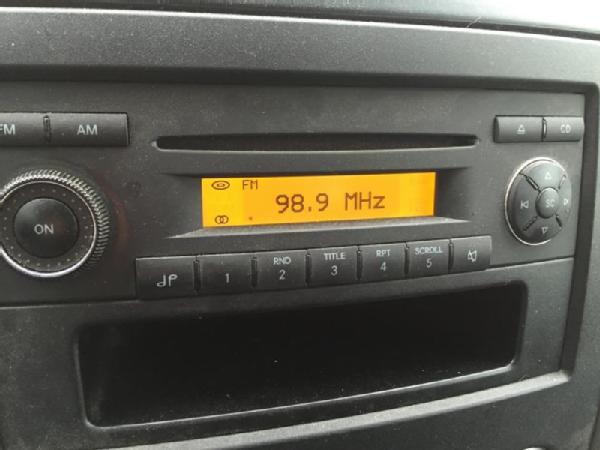 FM AM
CD
FM
98.9 MHz
ON
SC
1
RND
2
TITLE
3
RPT
4
SCROLL
5